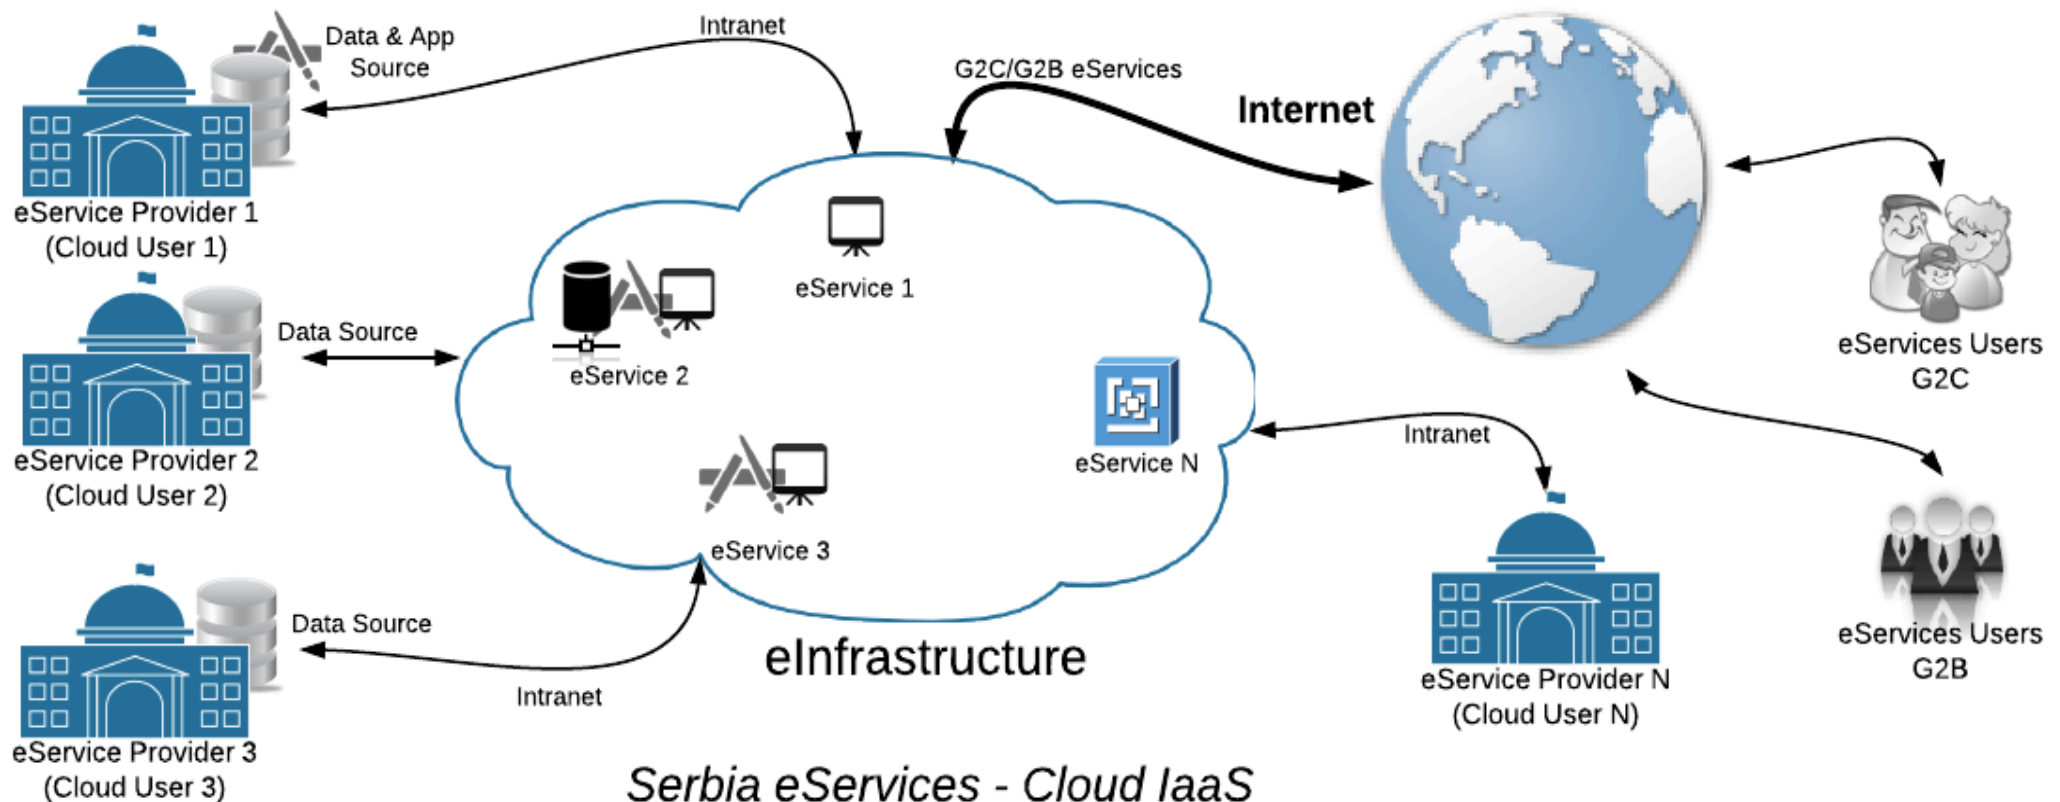 Data & App
Source
Intranet
G2C/G2B eServices
Internet
eService Provider 1
(Cloud User 1)
eService 1
Data Source
eService 2
eServices Users
G2C
Intranet
eService N
eService Provider 2
(Cloud User 2)
eService 3
Data Source
Intranet
eInfrastructure
eServices Users
G2B
eService Provider N
(Cloud User N)
eService Provider 3
(Cloud User 3)
Serbia eServices - Cloud IaaS